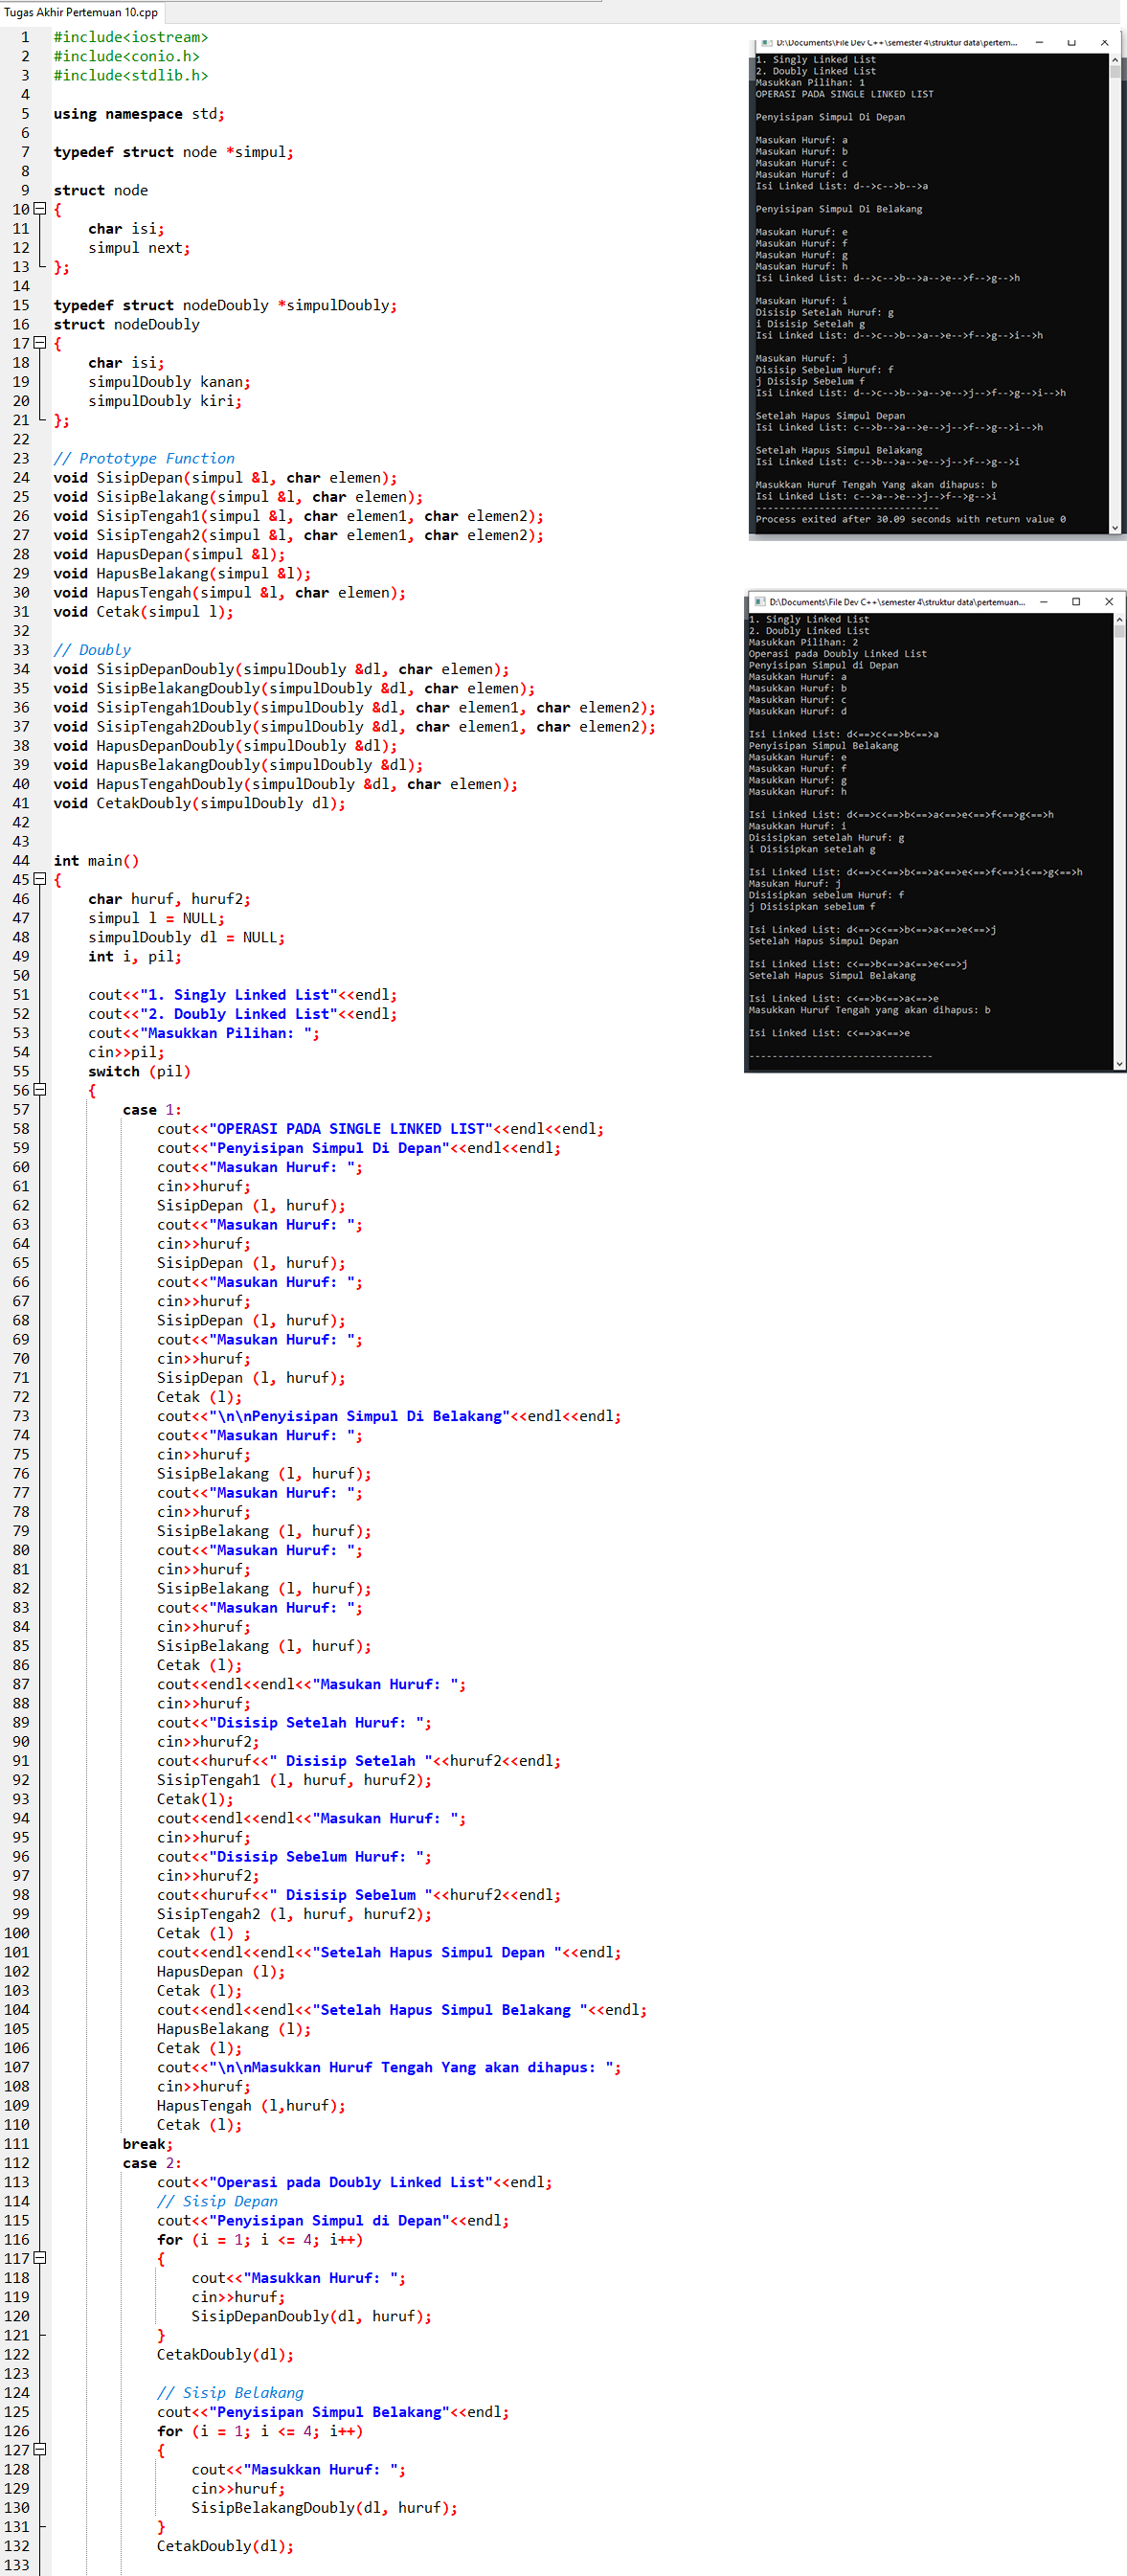 Tugas Akhir Pertemuan 10.cpp
1 #include<iostream>
2 #include<conio.h>
3 #include<stdlib.h>
4
5 using namespace std;
6
7 typedef struct node *simpul;
8
9 struct node
10 {
11 char isi;
12 simpul next;
13 };
14
15 typedef struct nodeDoubly *simpulDoubly;
16 struct nodeDoubly
17 {
18 char isi;
19 simpulDoubly kanan;
20 simpulDoubly kiri;
21 };
22
23 // Prototype Function
24 void SisipDepan(simpul &l, char elemen);
25 void SisipBelakang(simpul &l, char elemen);
26 void SisipTengah1(simpul &l, char elemen1, char elemen2);
27 void SisipTengah2(simpul &l, char elemen1, char elemen2);
28 void HapusDepan(simpul &l);
29 void HapusBelakang(simpul &l);
30 void HapusTengah(simpul &l, char elemen);
31 void Cetak(simpul l);
32
33 // Doubly
34 void SisipDepanDoubly(simpulDoubly &dl, char elemen);
35 void SisipBelakangDoubly(simpulDoubly &dl, char elemen);
36 void SisipTengah1Doubly(simpulDoubly &dl, char elemen1, char elemen2);
37 void SisipTengah2Doubly(simpulDoubly &dl, char elemen1, char elemen2);
38 void HapusDepanDoubly(simpulDoubly &dl);
39 void HapusBelakangDoubly(simpulDoubly &dl);
40 void HapusTengahDoubly(simpulDoubly &dl, char elemen);
41 void CetakDoubly(simpulDoubly dl);
42
43
44 int main()
45 {
46 char huruf, huruf2;
47 simpul l = NULL;
48 simpulDoubly dl = NULL;
49 int i, pil;
50
51 cout<<"1. Singly Linked List"<<endl;
52 cout<<"2. Doubly Linked List"<<endl;
53 cout<<"Masukkan Pilihan: ";
54 cin>>pil;
55 switch (pil)
56 {
57 case 1:
58 cout<<"OPERASI PADA SINGLE LINKED LIST"<<endl<<endl;
59 cout<<"Penyisipan Simpul Di Depan"<<endl<<endl;
60 cout<<"Masukan Huruf: ";
61 cin>>huruf;
62 SisipDepan (l, huruf);
63 cout<<"Masukan Huruf: ";
64 cin>>huruf;
65 SisipDepan (l, huruf);
66 cout<<"Masukan Huruf: ";
67 cin>>huruf;
68 SisipDepan (l, huruf);
69 cout<<"Masukan Huruf: ";
70 cin>>huruf;
71 SisipDepan (l, huruf);
72 Cetak (l);
73 cout<<"\n\nPenyisipan Simpul Di Belakang"<<endl<<endl;
74 cout<<"Masukan Huruf: ";
75 cin>>huruf;
76 SisipBelakang (l, huruf);
77 cout<<"Masukan Huruf: ";
78 cin>>huruf;
79 SisipBelakang (l, huruf);
80 cout<<"Masukan Huruf: ";
81 cin>>huruf;
82 SisipBelakang (l, huruf);
83 cout<<"Masukan Huruf: ";
84 cin>>huruf;
85 SisipBelakang (l, huruf);
86 Cetak (l);
87 cout<<endl<<endl<<"Masukan Huruf: ";
88 cin>>huruf;
89 cout<<"Disisip Setelah Huruf: ";
90 cin>>huruf2;
91 cout<<huruf<<" Disisip Setelah "<<huruf2<<endl;
92 SisipTengah1 (l, huruf, huruf2);
93 Cetak(l);
94 cout<<endl<<endl<<"Masukan Huruf: ";
95 cin>>huruf;
96 cout<<"Disisip Sebelum Huruf: ";
97 cin>>huruf2;
98 cout<<huruf<<" Disisip Sebelum "<<huruf2<<endl;
99 SisipTengah2 (l, huruf, huruf2);
100 Cetak (l) ;
101 cout<<endl<<endl<<"Setelah Hapus Simpul Depan "<<endl;
102 HapusDepan (l);
103 Cetak (l);
104 cout<<endl<<endl<<"Setelah Hapus Simpul Belakang "<<endl;
105 HapusBelakang (l);
106 Cetak (l);
107 cout<<"\n\nMasukkan Huruf Tengah Yang akan dihapus: ";
108 cin>>huruf;
109 HapusTengah (l,huruf);
110 Cetak (l);
111 break;
112 case 2:
113 cout<<"Operasi pada Doubly Linked List"<<endl;
114 // Sisip Depan
115 cout<<"Penyisipan Simpul di Depan"<<endl;
116 for (i = 1; i <= 4; i++)
117 {
118 cout<<"Masukkan Huruf: ";
119 cin>>huruf;
120 SisipDepanDoubly(dl, huruf);
121 }
122 CetakDoubly(dl);
123
124 // Sisip Belakang
125 cout<<"Penyisipan Simpul Belakang"<<endl;
126 for (i = 1; i <= 4; i++)
127 {
128 cout<<"Masukkan Huruf: ";
129 cin>>huruf;
130 SisipBelakangDoubly(dl, huruf);
131 }
132 CetakDoubly(dl);
133
D:\Documents\File Dev C++\semester 4\struktur data\pertem...
1. Singly Linked List
2. Doubly Linked List
Masukkan Pilihan: 1
OPERASI PADA SINGLE LINKED LIST
Penyisipan Simpul Di Depan
Masukan Huruf: a
Masukan Huruf: b
Masukan Huruf: c
Masukan Huruf: d
Isi Linked List: d-->c-->b-->a
Penyisipan Simpul Di Belakang
Masukan Huruf: e
Masukan Huruf: f
Masukan Huruf: g
Masukan Huruf: h
Isi Linked List: d-->c-->b-->a-->e-->f-->g-->h
Masukan Huruf: i
Disisip Setelah Huruf: g
i Disisip Setelah g
Isi Linked List: d-->c-->b-->a-->e-->f-->g-->i-->h
Masukan Huruf: j
Disisip Sebelum Huruf: f
j Disisip Sebelum f
Isi Linked List: d-->c-->b-->a-->e-->j-->f-->g-->i-->h
Setelah Hapus Simpul Depan
Isi Linked List: c-->b-->a-->e-->j-->f-->g-->i-->h
Setelah Hapus Simpul Belakang
Isi Linked List: c-->b-->a-->e-->j-->f-->g-->i
Masukkan Huruf Tengah Yang akan dihapus: b
Isi Linked List: c-->a-->e-->j-->f-->g-->i
--------------------------------
Process exited after 30.09 seconds with return value 0
D:\Documents\File Dev C++\semester 4\struktur data\pertemuan...
1. Singly Linked List
2. Doubly Linked List
Masukkan Pilihan: 2
Operasi pada Doubly Linked List
Penyisipan Simpul di Depan
Masukkan Huruf: a
Masukkan Huruf: b
Masukkan Huruf: c
Masukkan Huruf: d
Isi Linked List: d<==>c<==>b<==>a
Penyisipan Simpul Belakang
Masukkan Huruf: e
Masukkan Huruf: f
Masukkan Huruf: g
Masukkan Huruf: h
Isi Linked List: d<==>c<==>b<==>a<==>e<==>f<==>g<==>h
Masukan Huruf: i
Disisipkan setelah Huruf: g
i Disisipkan setelah g
Isi Linked List: d<==>c<==>b<==>a<==>e<==>f<==>i<==>g<==>h
Masukan Huruf: j
Disisipkan sebelum Huruf: f
j Disisipkan sebelum f
Isi Linked List: d<==>c<==>b<==>a<==>e<==>j
Setelah Hapus Simpul Depan
Isi Linked List: c<==>b<==>a<==>e<==>j
Setelah Hapus Simpul Belakang
Isi Linked List: c<==>b<==>a<==>e
Masukkan Huruf Tengah yang akan dihapus: b
Isi Linked List: c<==>a<==>e
--------------------------------